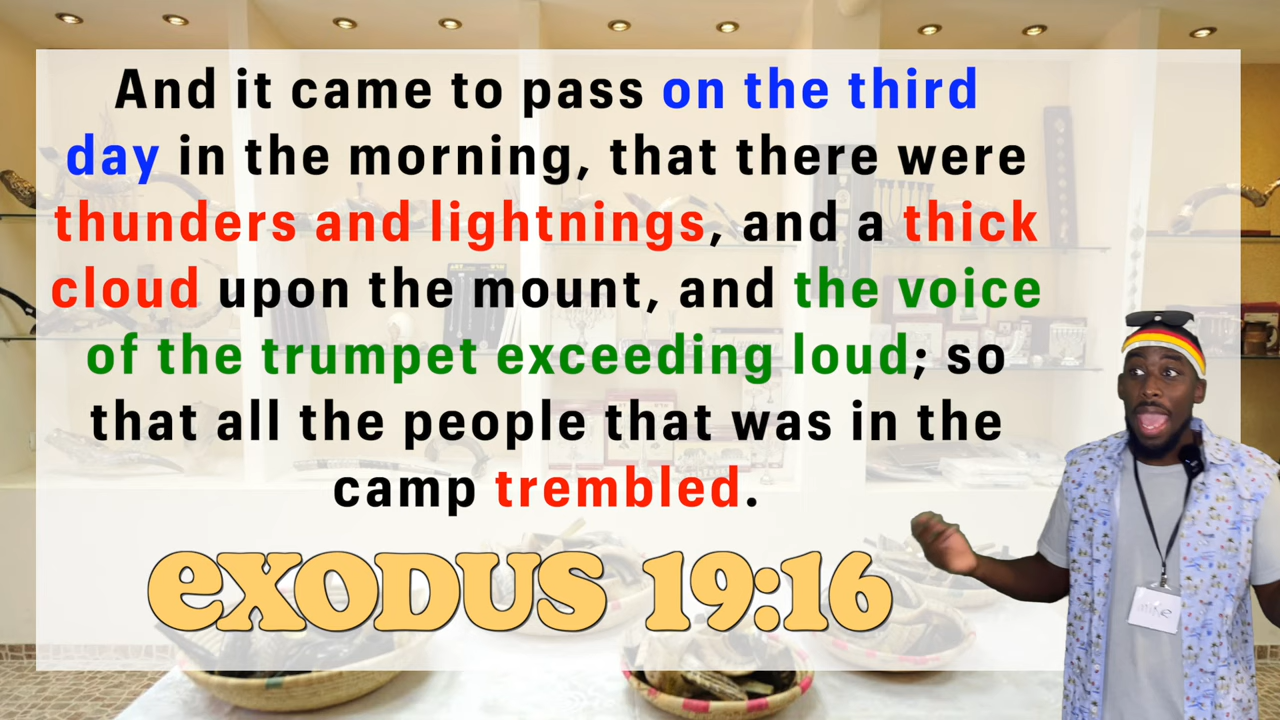 And it came to pass on the third
day in the morning, that there were
thunders and lightnings, and a thick
cloud upon the mount, and the voice
of the trumpet exceeding loud; so
that all the people that was in the
camp trembled.
EXODUS 19:16